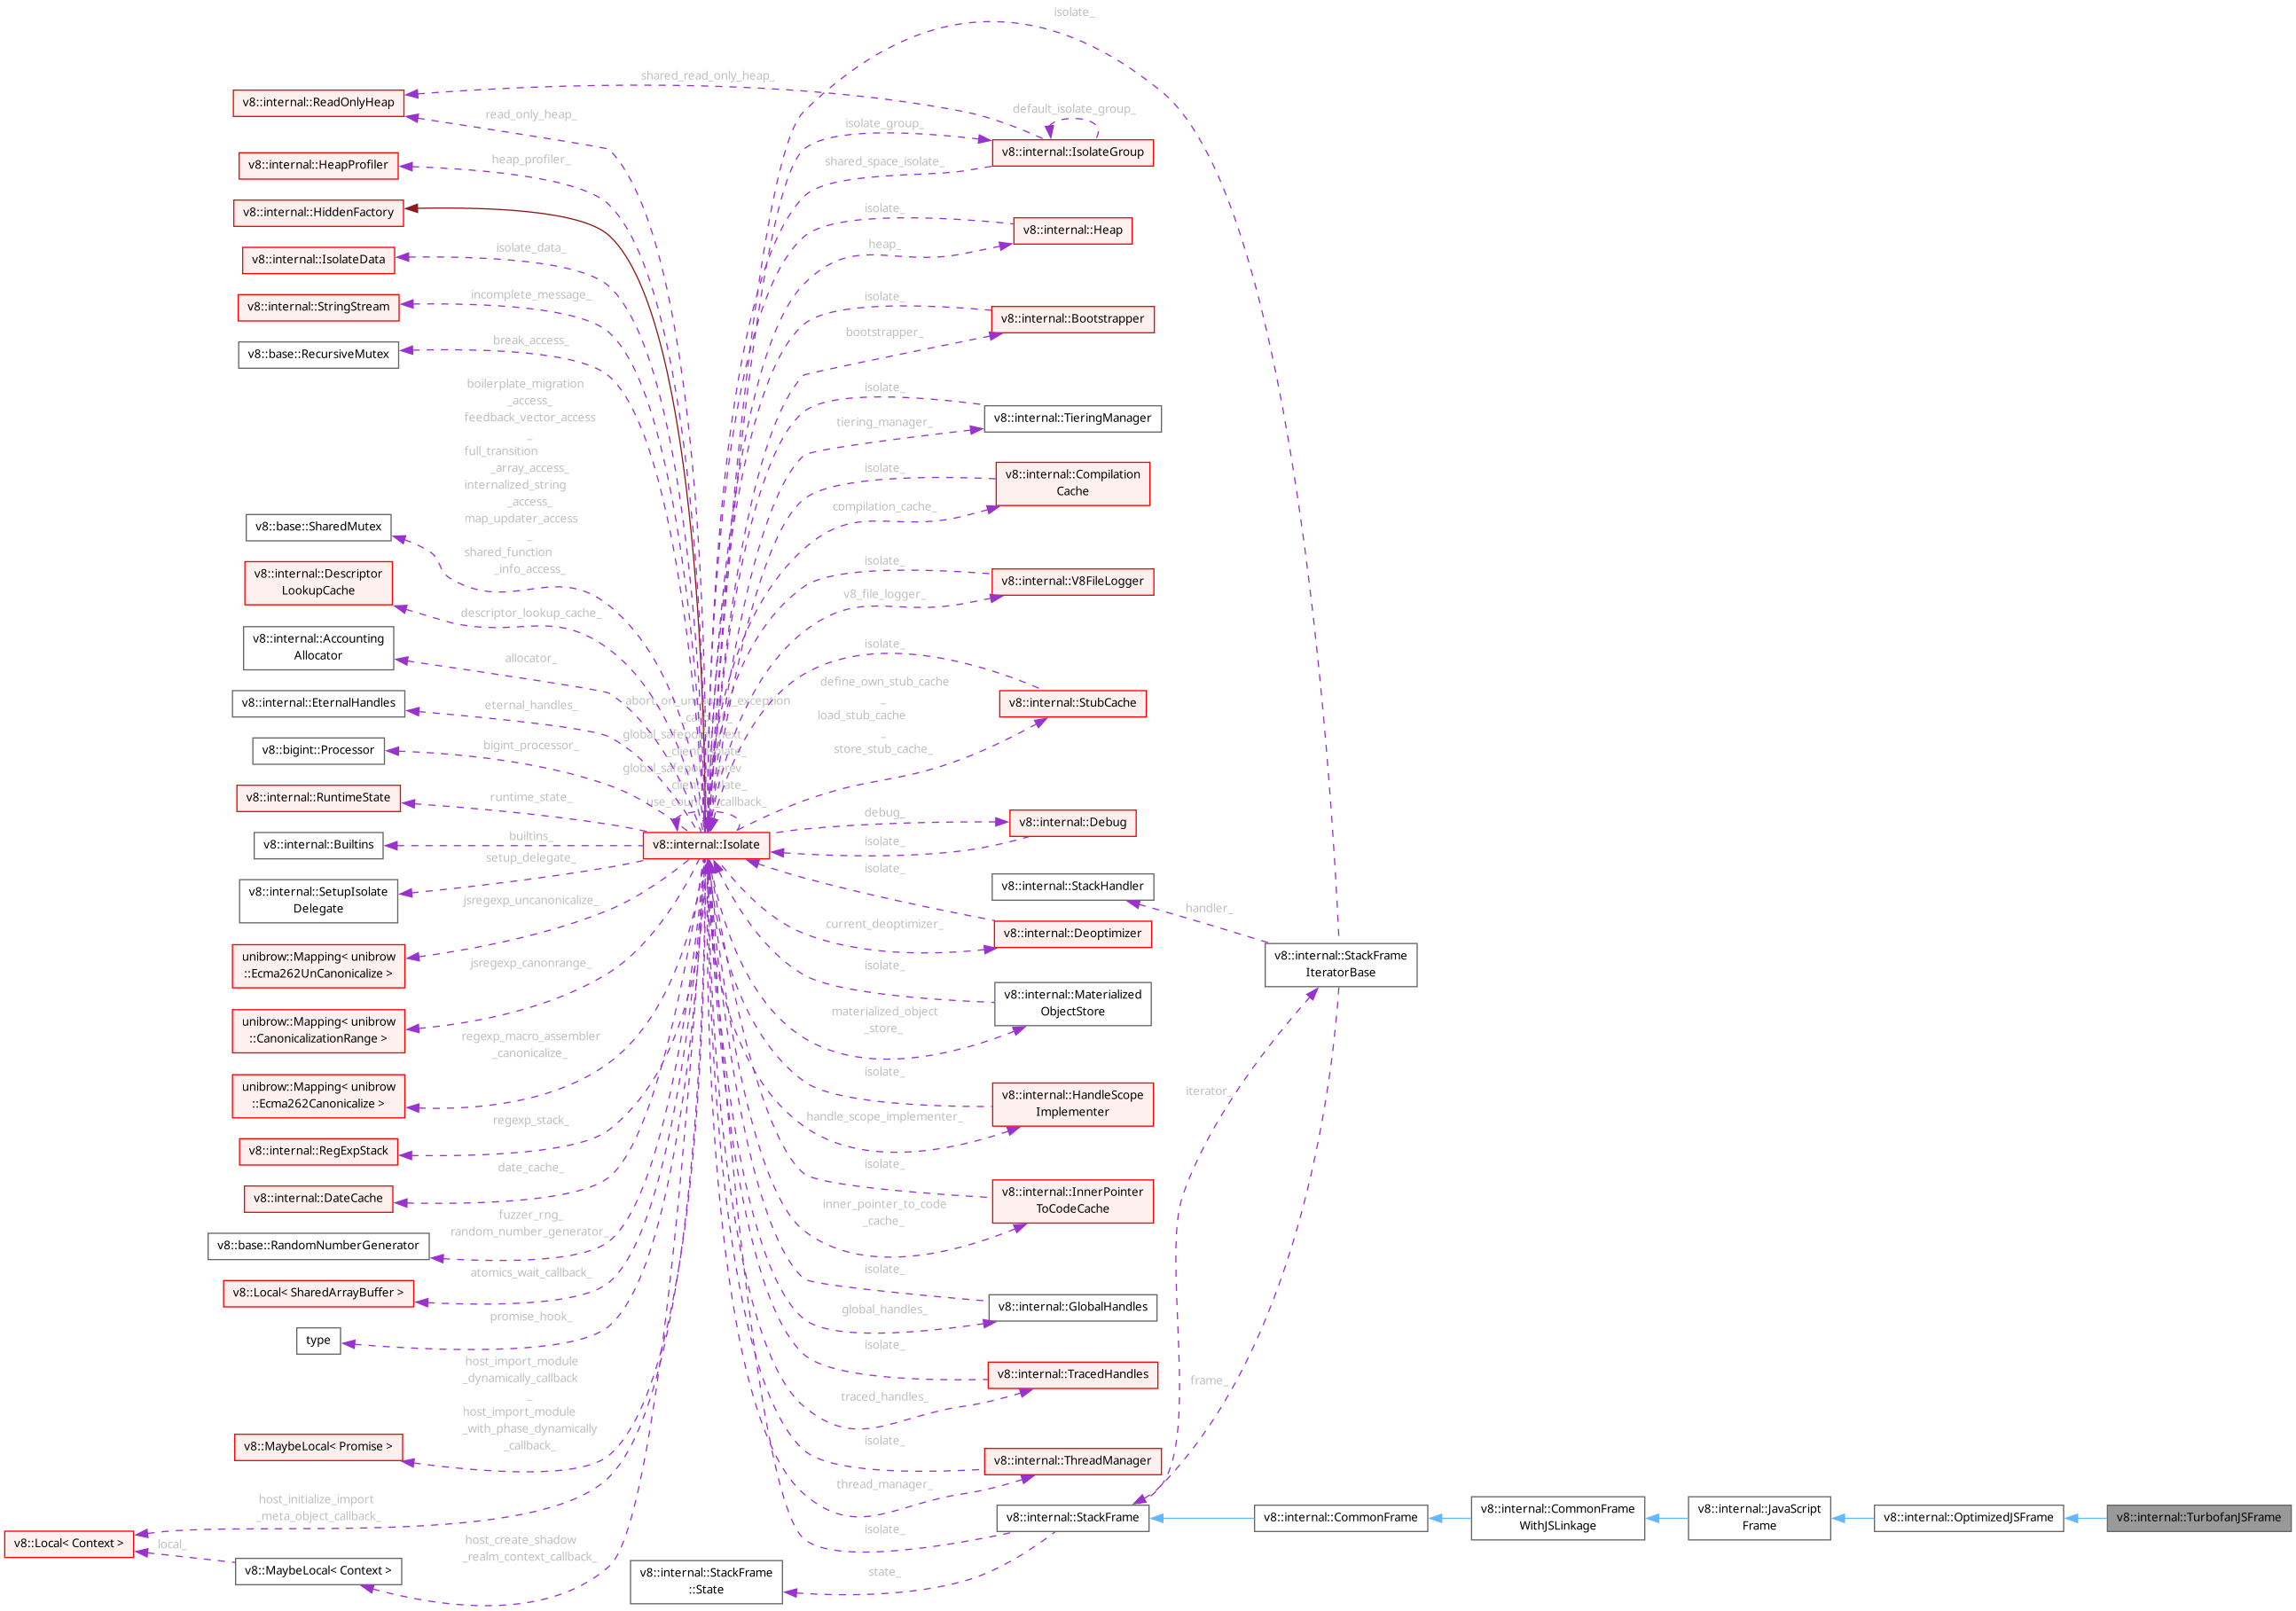 isolate_
shared_read_only_heap_
v8::internal::ReadOnlyHeap
read_only_heap_
default_isolate_group_
isolate_group_
v8::internal::IsolateGroup
shared_space_isolate_
v8::internal::HeapProfiler
heap_profiler_
v8::internal::HiddenFactory
isolate_
v8::internal::Heap
heap_
v8::internal::IsolateData
isolate_data_
v8::internal::StringStream
incomplete_message_
isolate_
v8::internal::Bootstrapper
bootstrapper_
v8::base::RecursiveMutex
break_access_
isolate_
v8::internal::TieringManager
tiering_manager_
boilerplate_migration
_access_
feedback_vector_access
_
full_transition
_array_access_
internalized_string
_access_
map_updater_access
_
shared_function
_info_access_
isolate_
v8::internal::Compilation
Cache
compilation_cache_
v8::base::SharedMutex
v8::internal::Descriptor
LookupCache
descriptor_lookup_cache_
isolate_
v8::internal::V8FileLogger
v8_file_logger_
v8::internal::Accounting
Allocator
allocator_
isolate_
v8::internal::StubCache
define_own_stub_cache
_
load_stub_cache
_
store_stub_cache_
v8::internal::EternalHandles
eternal_handles_
v8::bigint::Processor
bigint_processor_
v8::internal::RuntimeState
runtime_state_
v8::internal::Builtins
builtins_
v8::internal::Isolate
debug_
v8::internal::Debug
isolate_
v8::internal::SetupIsolate
Delegate
setup_delegate_
isolate_
v8::internal::StackHandler
handler_
v8::internal::Deoptimizer
current_deoptimizer_
v8::internal::StackFrame
IteratorBase
unibrow::Mapping< unibrow
::Ecma262UnCanonicalize >
jsregexp_uncanonicalize_
isolate_
v8::internal::Materialized
ObjectStore
materialized_object
_store_
unibrow::Mapping< unibrow
::CanonicalizationRange >
jsregexp_canonrange_
unibrow::Mapping< unibrow
::Ecma262Canonicalize >
regexp_macro_assembler
_canonicalize_
isolate_
v8::internal::HandleScope
Implementer
handle_scope_implementer_
iterator_
v8::internal::RegExpStack
regexp_stack_
v8::internal::DateCache
date_cache_
isolate_
v8::internal::InnerPointer
ToCodeCache
inner_pointer_to_code
_cache_
v8::base::RandomNumberGenerator
fuzzer_rng_
random_number_generator_
v8::Local< SharedArrayBuffer >
atomics_wait_callback_
isolate_
v8::internal::GlobalHandles
global_handles_
type
promise_hook_
isolate_
v8::internal::TracedHandles
traced_handles_
frame_
host_import_module
_dynamically_callback
_
host_import_module
_with_phase_dynamically
_callback_
v8::MaybeLocal< Promise >
isolate_
v8::internal::ThreadManager
thread_manager_
host_initialize_import
_meta_object_callback_
v8::Local< Context >
local_
v8::MaybeLocal< Context >
host_create_shadow
_realm_context_callback_
isolate_
v8::internal::StackFrame
v8::internal::CommonFrame
v8::internal::CommonFrame
WithJSLinkage
v8::internal::JavaScript
Frame
v8::internal::OptimizedJSFrame
v8::internal::TurbofanJSFrame
v8::internal::StackFrame
::State
state_